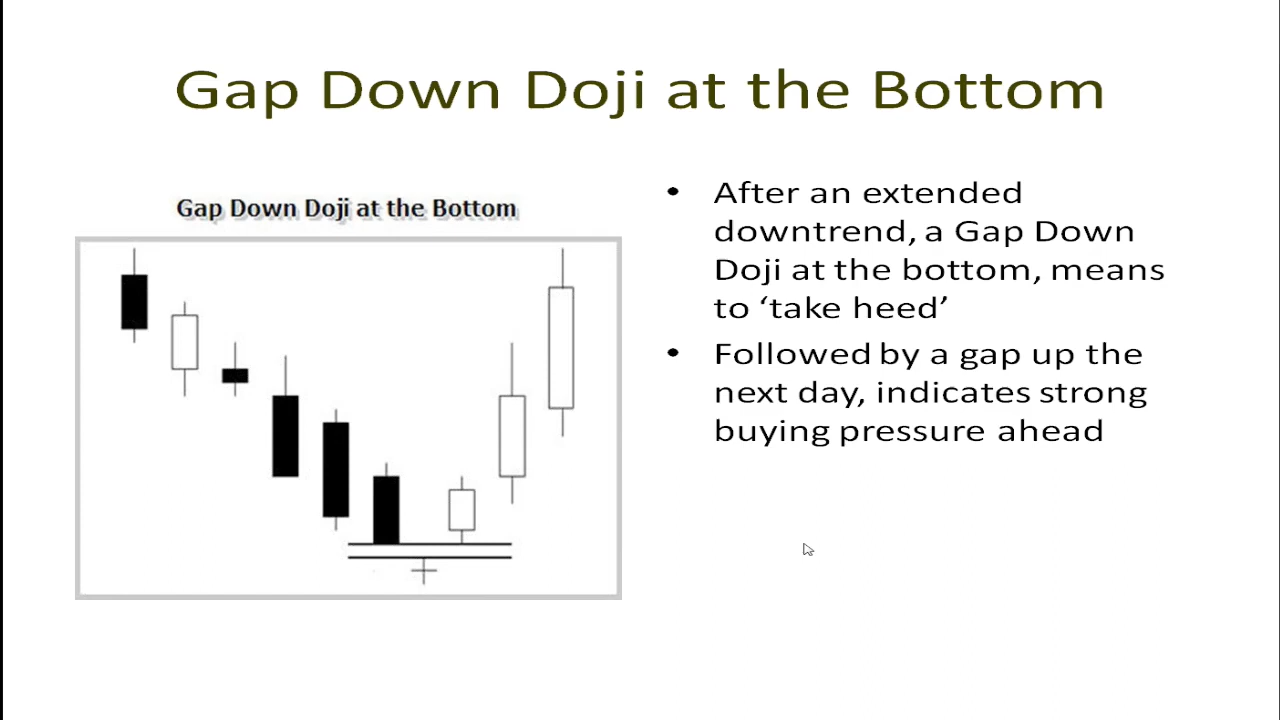 Gap Down Doji at the Bottom
Gap Down Doji at the Bottom
• After an extended
downtrend, a Gap Down
Doji at the bottom, means
to ‘take heed’
• Followed by a gap up the
next day, indicates strong
buying pressure ahead